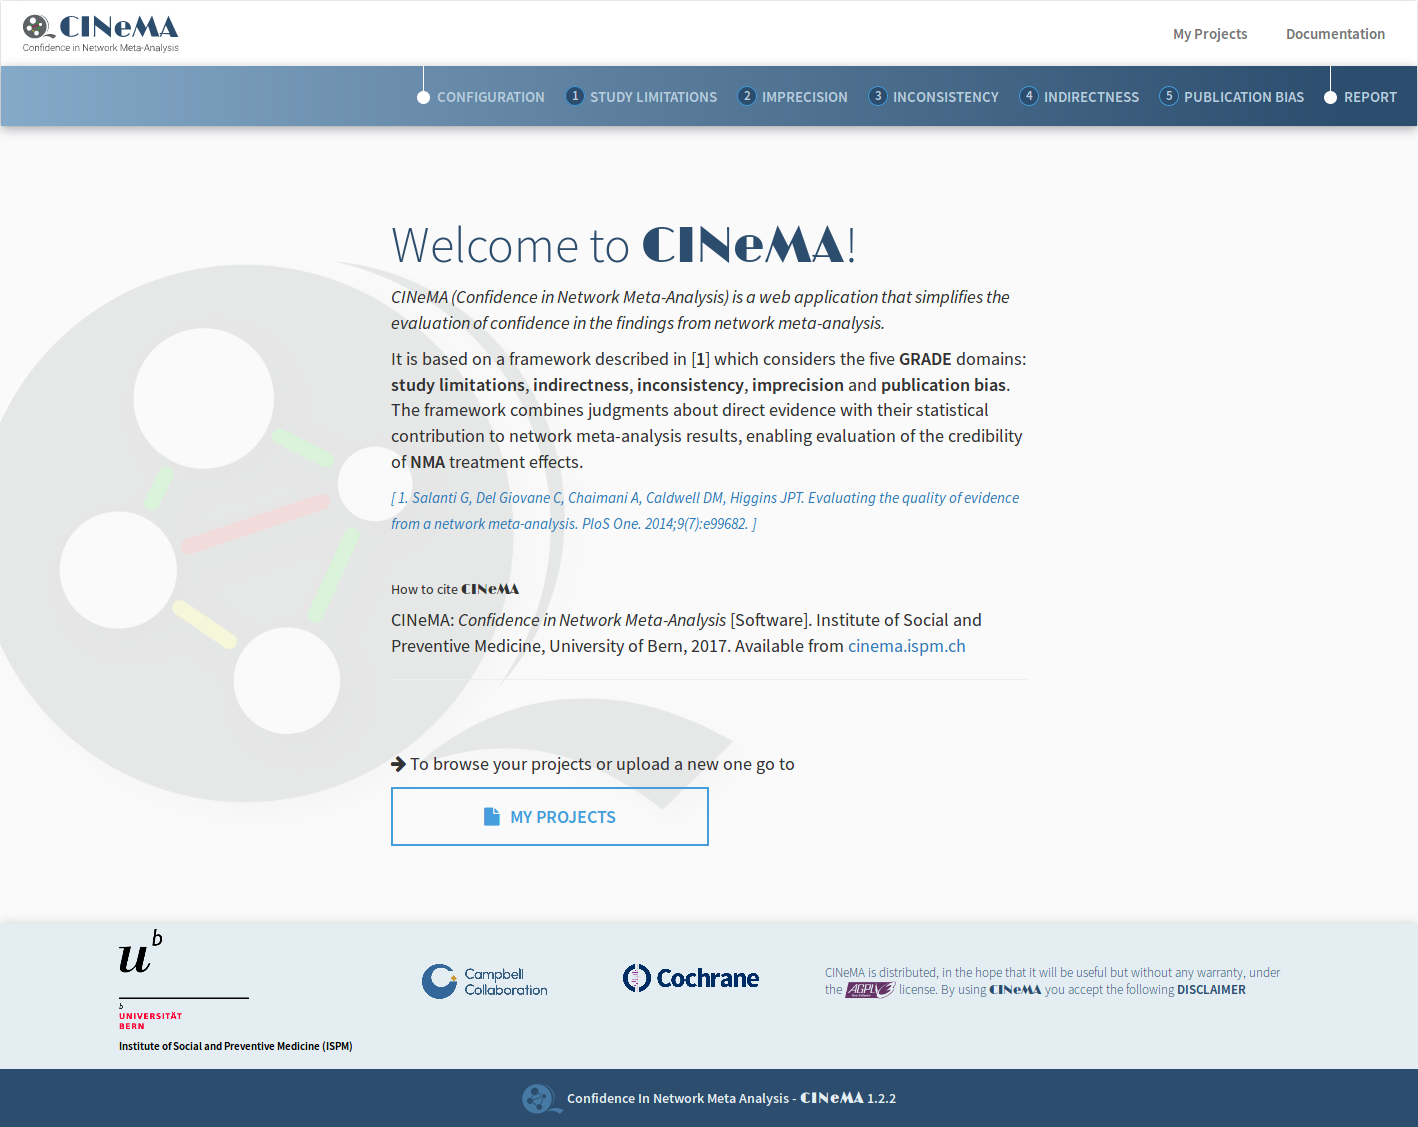 CINeMA
Confidence in Network Meta-Analysis
My Projects
Documentation
CONFIGURATION
1 STUDY LIMITATIONS
2 IMPRECISION
3 INCONSISTENCY
4 INDIRECTNESS
5 PUBLICATION BIAS
REPORT
Welcome to CINeMA!
CINeMA (Confidence in Network Meta-Analysis) is a web application that simplifies the
evaluation of confidence in the findings from network meta-analysis.
It is based on a framework described in [1] which considers the five GRADE domains:
study limitations, indirectness, inconsistency, imprecision and publication bias.
The framework combines judgments about direct evidence with their statistical
contribution to network meta-analysis results, enabling evaluation of the credibility
of NMA treatment effects.
[ 1. Salanti G, Del Giovane C, Chaimani A, Caldwell DM, Higgins JPT. Evaluating the quality of evidence
from a network meta-analysis. PloS One. 2014;9(7):e99682. ]
How to cite CINeMA
CINeMA: Confidence in Network Meta-Analysis [Software]. Institute of Social and
Preventive Medicine, University of Bern, 2017. Available from cinema.ispm.ch
To browse your projects or upload a new one go to
MY PROJECTS
u b
b
UNIVERSITÄT
BERN
Institute of Social and Preventive Medicine (ISPM)
Campbell
Collaboration
Cochrane
CINeMA is distributed, in the hope that it will be useful but without any warranty, under
the AGPLv3 license. By using CINeMA you accept the following DISCLAIMER
Confidence In Network Meta Analysis - CINeMA 1.2.2